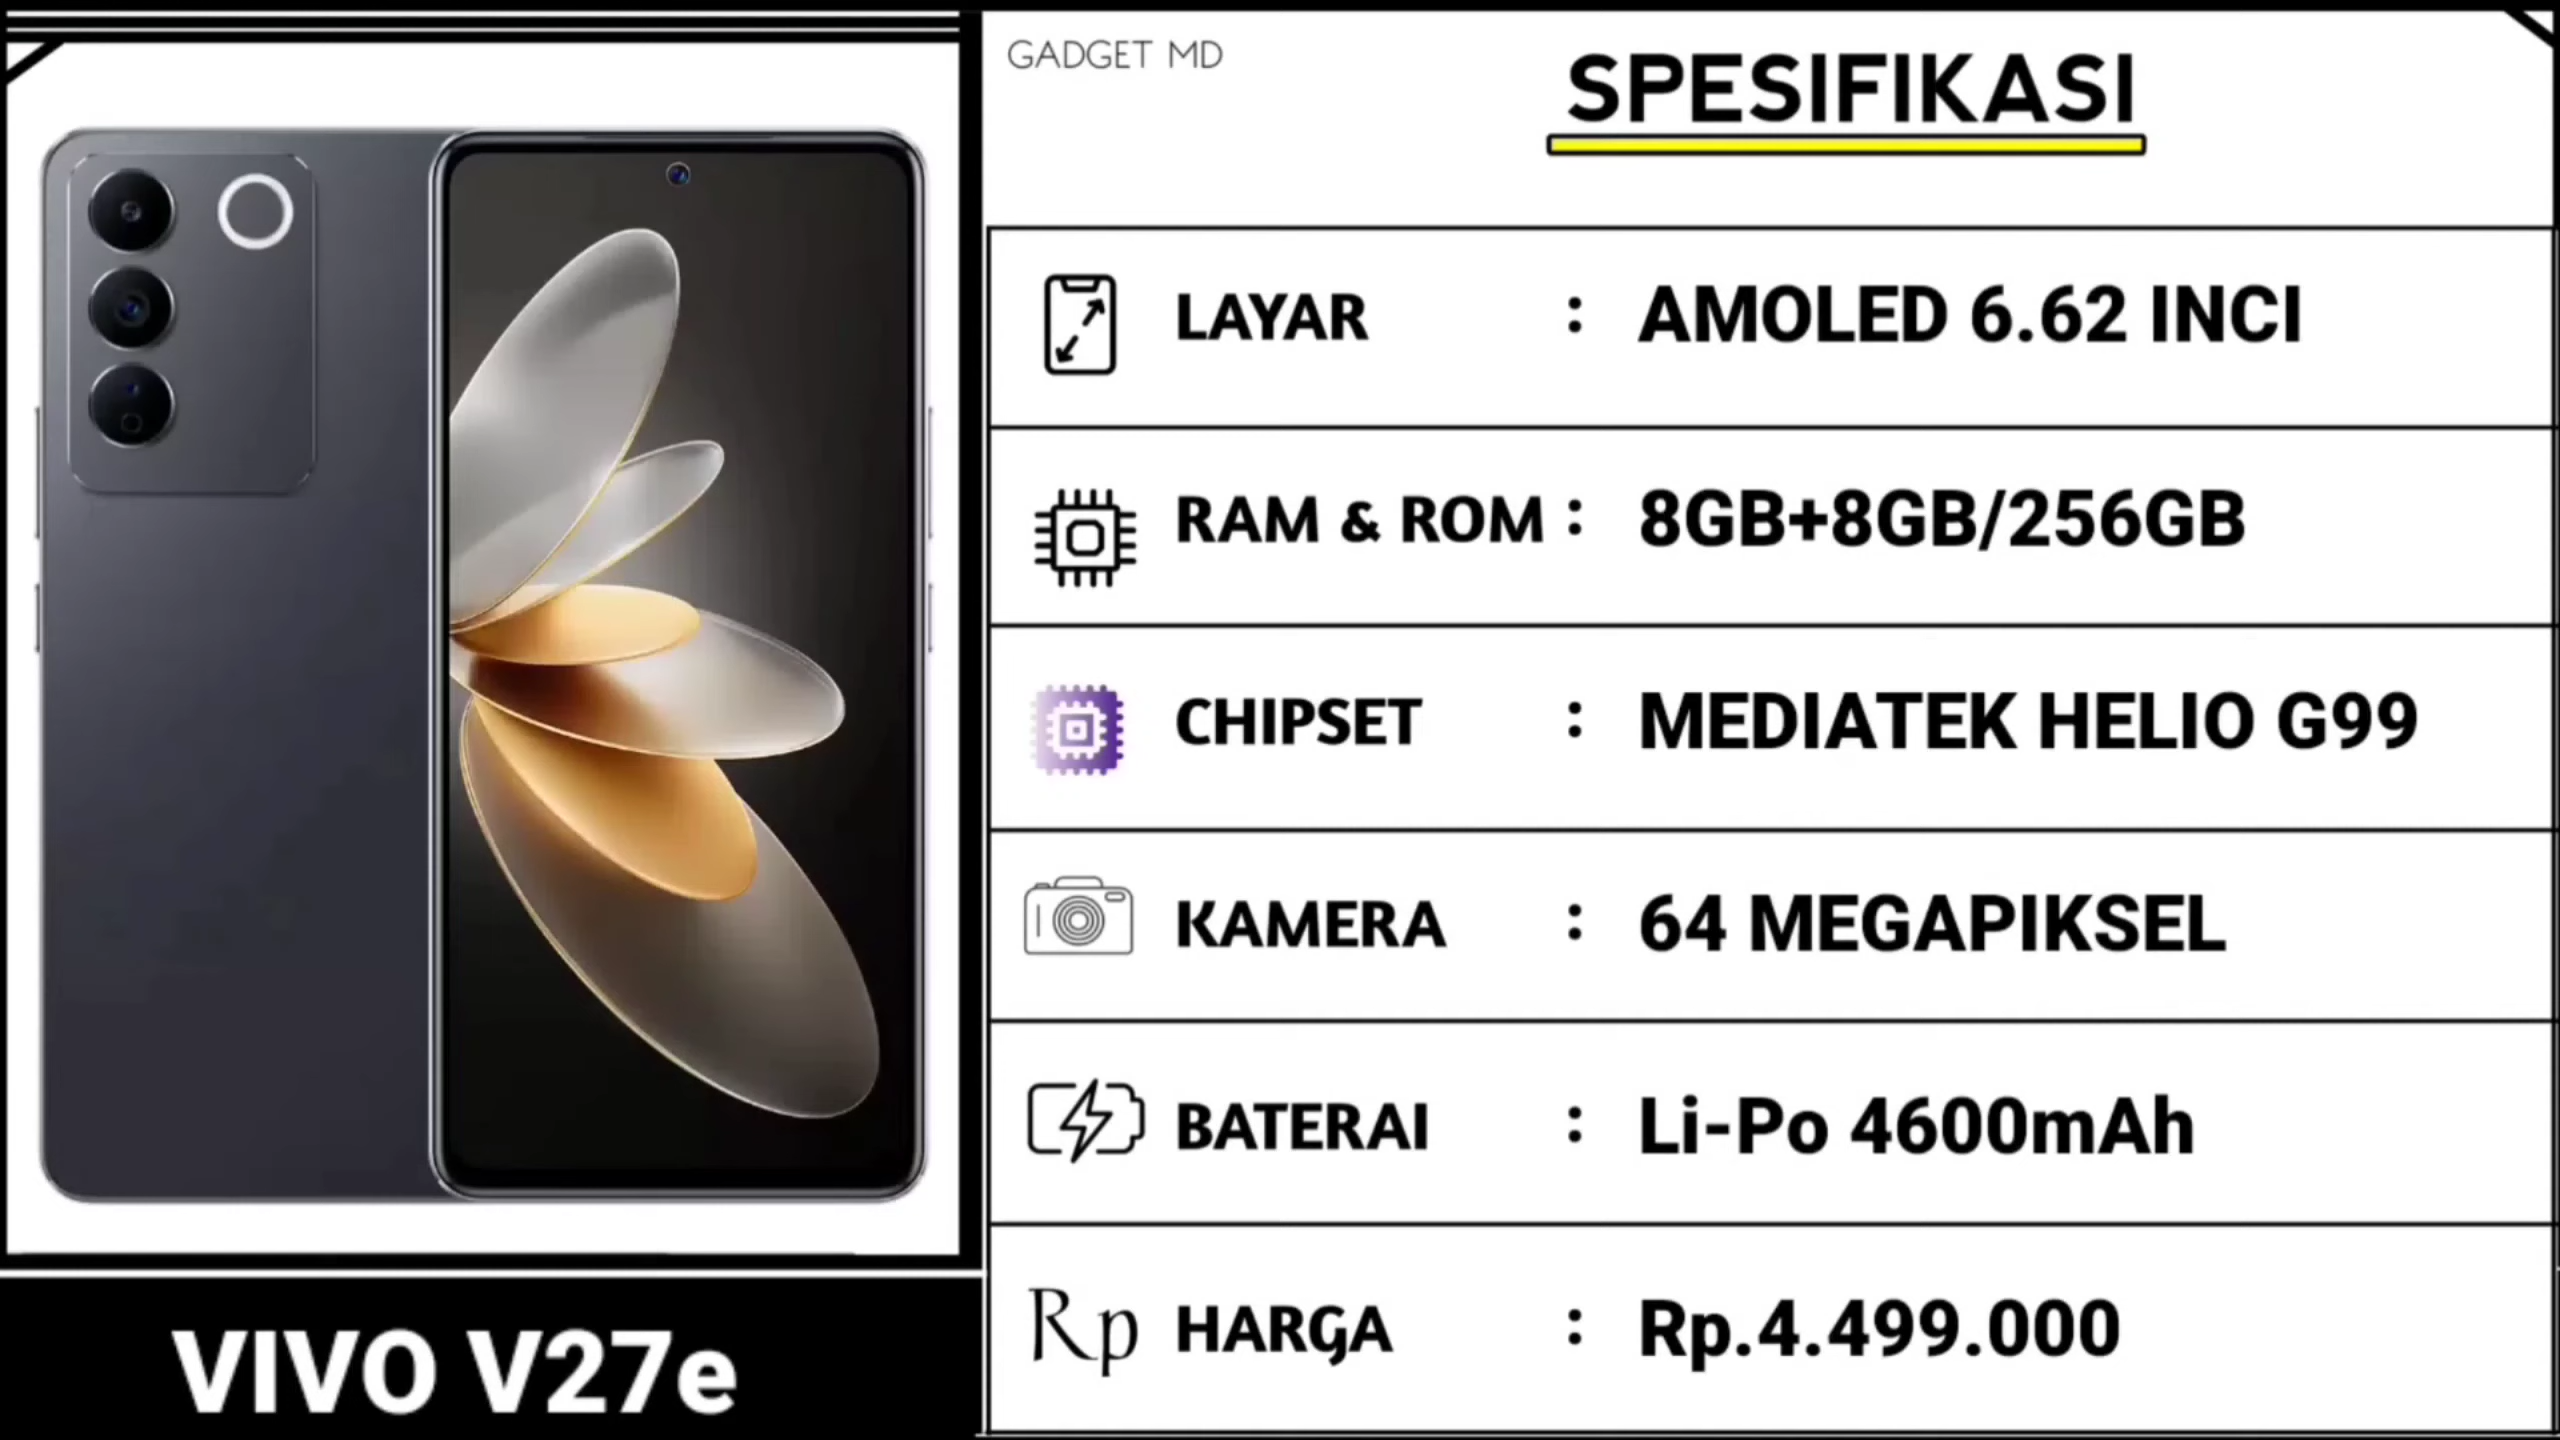 GADGET MD
SPESIFIKASI
LAYAR : AMOLED 6.62 INCI
RAM & ROM : 8GB+8GB/256GB
CHIPSET : MEDIATEK HELIO G99
KAMERA : 64 MEGAPIKSEL
BATERAI : Li-Po 4600mAh
Rp HARGA : Rp.4.499.000
VIVO V27e